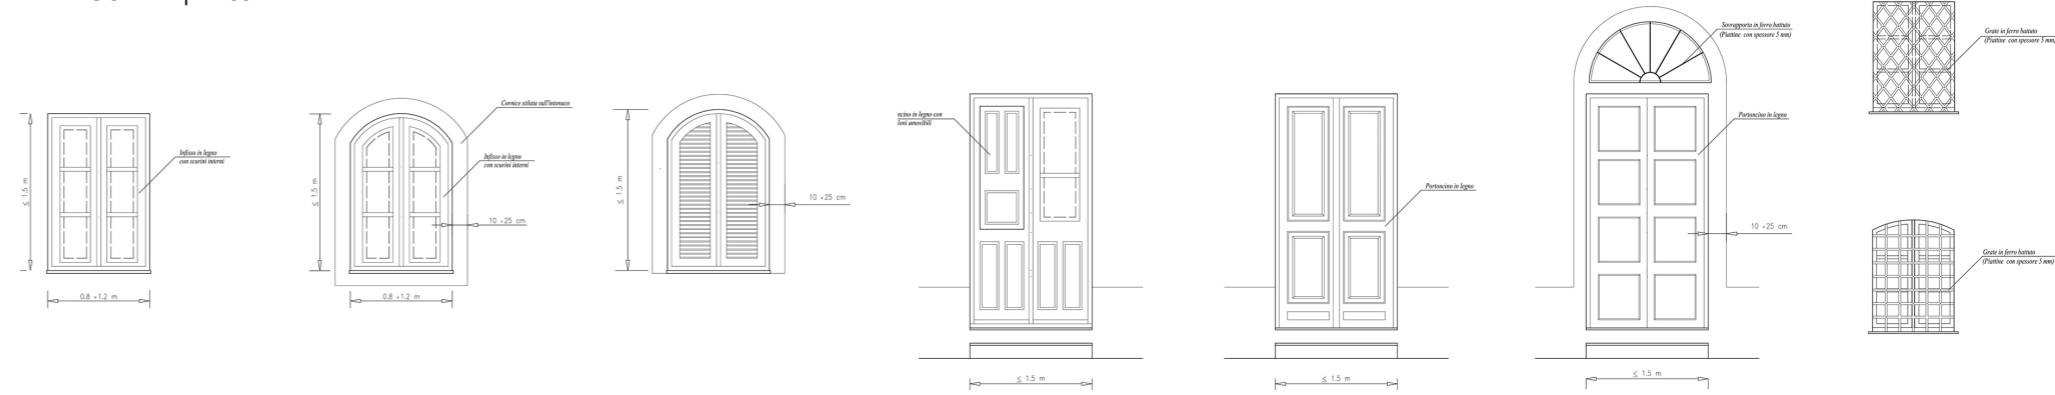 Infisso in legno
con scurini interni
≤ 1.5 m
0.8 ÷1.2 m
Cornice stilata sull'intonaco
Infisso in legno
con scurini interni
≤ 1.5 m
10 ÷25 cm
0.8 ÷1.2 m
≤ 1.5 m
10 ÷25 cm
ncino in legno con
loni amovibili
≤ 1.5 m
Portoncino in legno
≤ 1.5 m
Sovrapporta in ferro battuto
(Piattine con spessore 5 mm)
Portoncino in legno
10 ÷25 cm
≤ 1.5 m
Grate in ferro battuto
(Piattine con spessore 5 mm)
Grate in ferro battuto
(Piattine con spessore 5 mm)